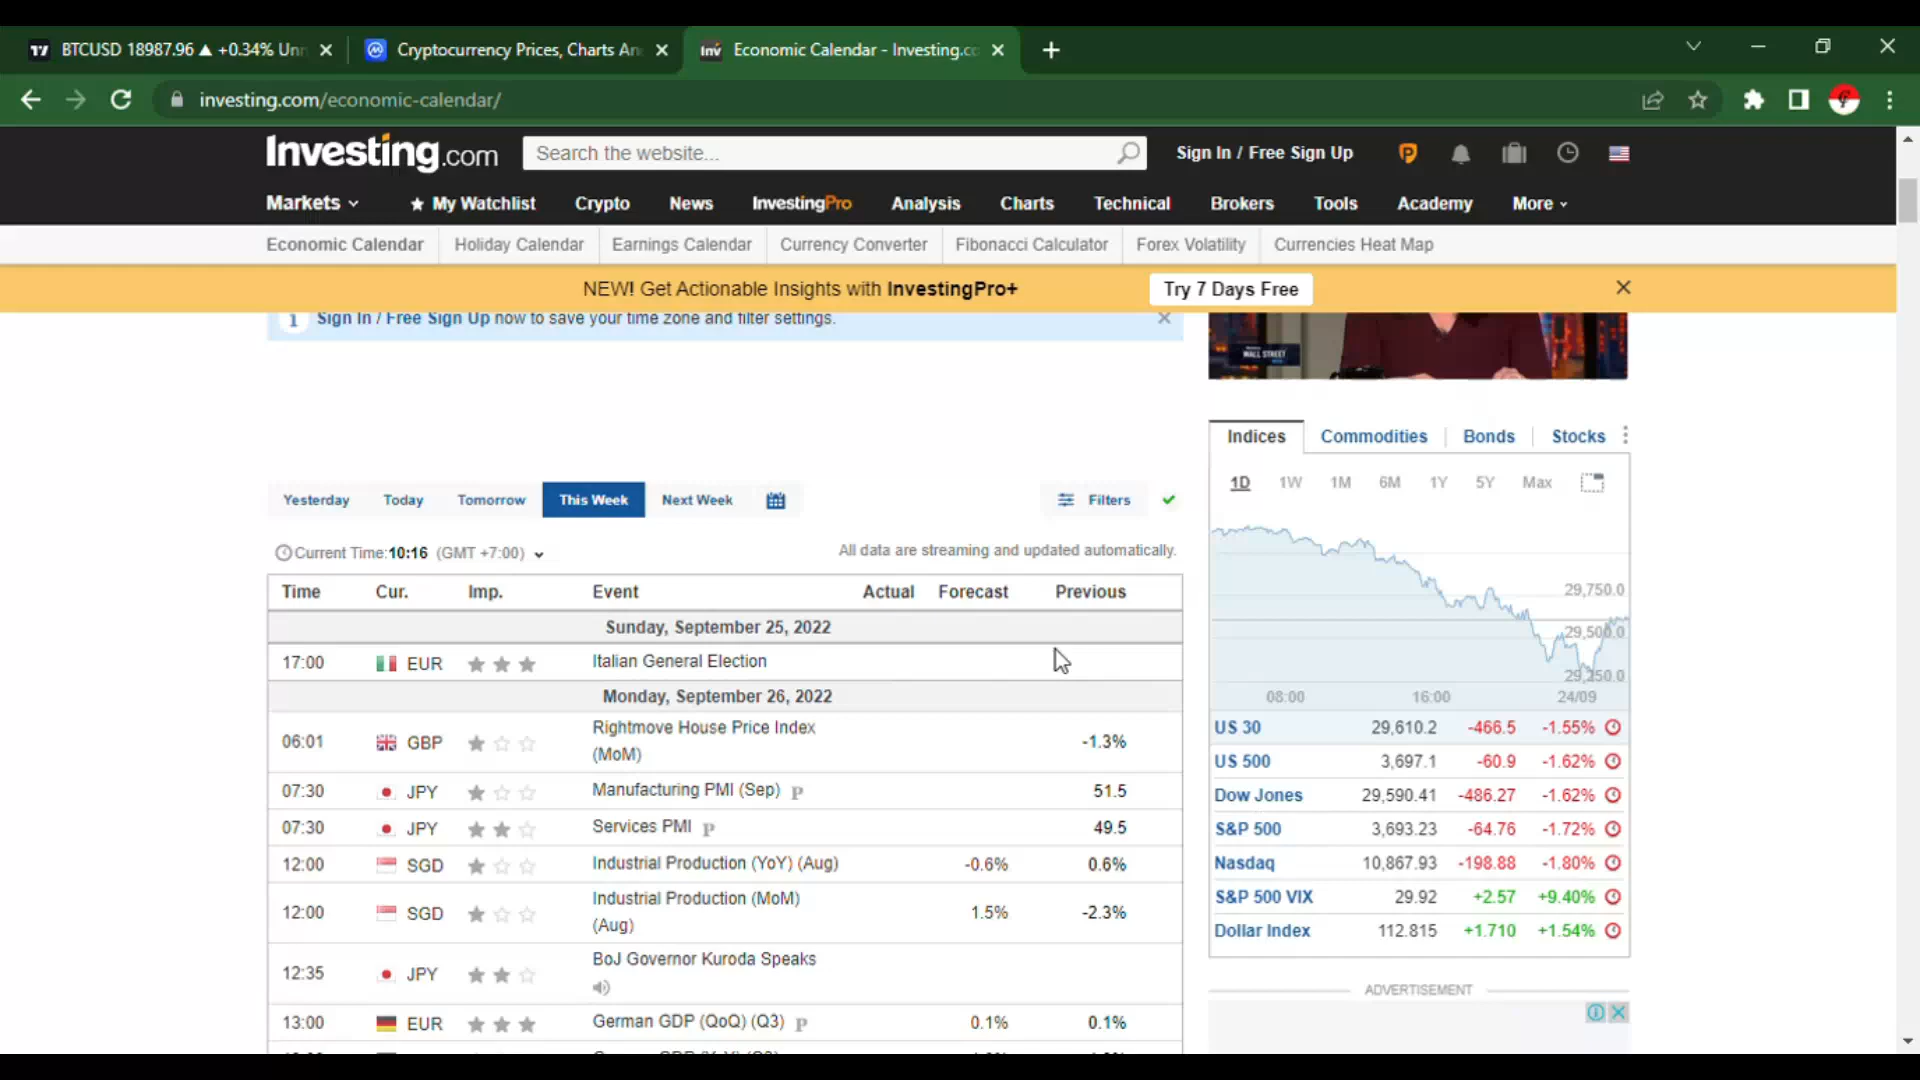 BTCUSD 18987.96 ▲ +0.34% Unn
Cryptocurrency Prices, Charts An
Economic Calendar - Investing.co
investing.com/economic-calendar/
Investing.com
Search the website...
Sign In / Free Sign Up
Markets
★ My Watchlist
Crypto
News
InvestingPro
Analysis
Charts
Technical
Brokers
Tools
Academy
More
Economic Calendar
Holiday Calendar
Earnings Calendar
Currency Converter
Fibonacci Calculator
Forex Volatility
Currencies Heat Map
NEW! Get Actionable Insights with InvestingPro+
Try 7 Days Free
Sign In / Free Sign Up now to save your time zone and filter settings.
WALL STREET
Yesterday
Today
Tomorrow
This Week
Next Week
Filters
Current Time:10:16 (GMT +7:00)
All data are streaming and updated automatically.
Time Cur. Imp. Event Actual Forecast Previous
Sunday, September 25, 2022
17:00 EUR Italian General Election
Monday, September 26, 2022
06:01 GBP Rightmove House Price Index (MoM) -1.3%
07:30 JPY Manufacturing PMI (Sep) P 51.5
07:30 JPY Services PMI P 49.5
12:00 SGD Industrial Production (YoY) (Aug) -0.6% 0.6%
12:00 SGD Industrial Production (MoM) (Aug) 1.5% -2.3%
12:35 JPY BoJ Governor Kuroda Speaks
13:00 EUR German GDP (QoQ) (Q3) P 0.1% 0.1%
Indices
Commodities
Bonds
Stocks
1D 1W 1M 6M 1Y 5Y Max
29,750.0
29,500.0
29,250.0
08:00 16:00 24/09
US 30 29,610.2 -466.5 -1.55%
US 500 3,697.1 -60.9 -1.62%
Dow Jones 29,590.41 -486.27 -1.62%
S&P 500 3,693.23 -64.76 -1.72%
Nasdaq 10,867.93 -198.88 -1.80%
S&P 500 VIX 29.92 +2.57 +9.40%
Dollar Index 112.815 +1.710 +1.54%
ADVERTISEMENT